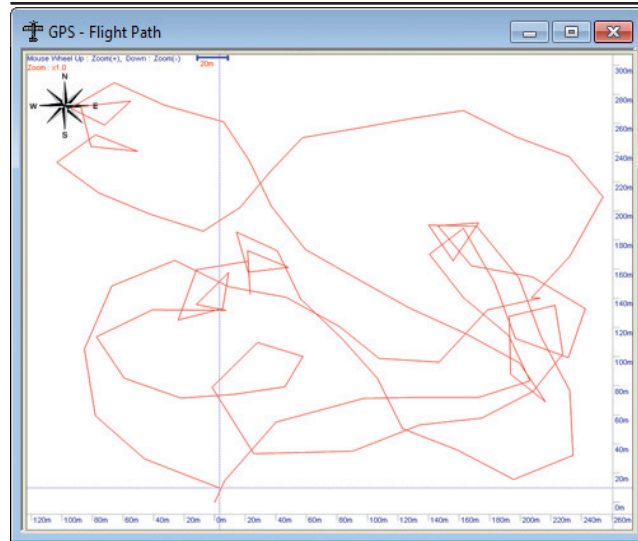 GPS - Flight Path
Mouse Wheel Up : Zoom(+), Down : Zoom(-)
Zoom : x1.0
20m
N
W E
S
300m
280m
260m
240m
220m
200m
180m
160m
140m
120m
100m
80m
60m
40m
20m
0m
120m 100m 80m 60m 40m 20m 0m 20m 40m 60m 80m 100m 120m 140m 160m 180m 200m 220m 240m 260m